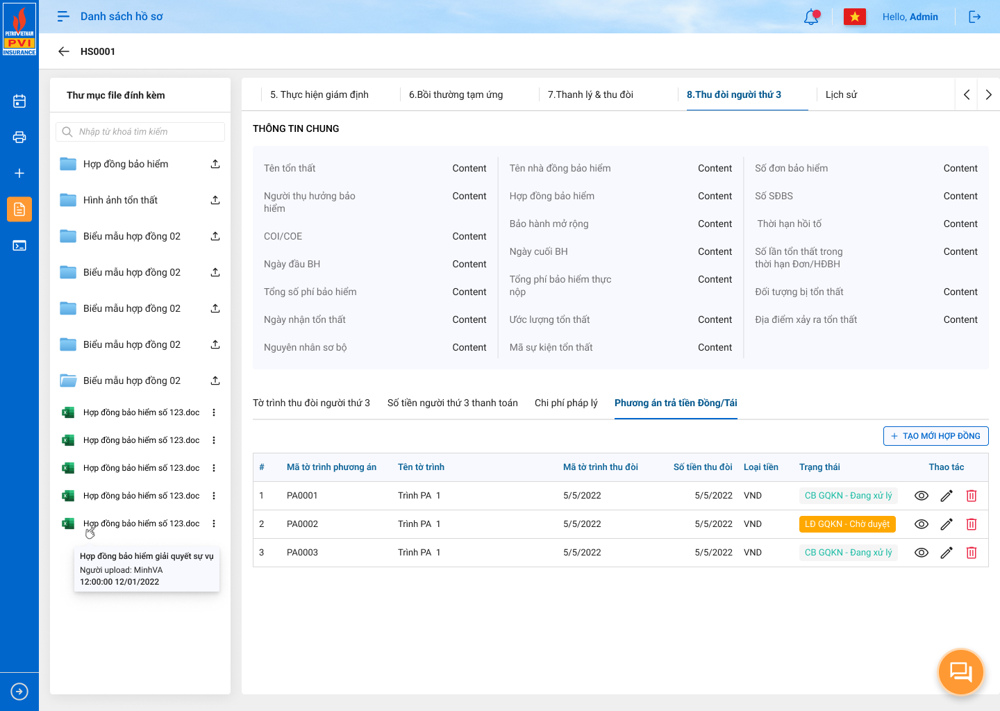 PETROVIETNAM
PVI
INSURANCE
Danh sách hồ sơ
Hello, Admin
HS0001
Thư mục file đính kèm
Nhập từ khoá tìm kiếm
Hợp đồng bảo hiểm
Hình ảnh tổn thất
Biểu mẫu hợp đồng 02
Biểu mẫu hợp đồng 02
Biểu mẫu hợp đồng 02
Biểu mẫu hợp đồng 02
Biểu mẫu hợp đồng 02
Hợp đồng bảo hiểm số 123.doc
Hợp đồng bảo hiểm số 123.doc
Hợp đồng bảo hiểm số 123.doc
Hợp đồng bảo hiểm số 123.doc
Hợp đồng bảo hiểm số 123.doc
Hợp đồng bảo hiểm giải quyết sự vụ
Người upload: MinhVA
12:00:00 12/01/2022
5. Thực hiện giám định 6.Bồi thường tạm ứng 7.Thanh lý & thu đòi 8.Thu đòi người thứ 3 Lịch sử
THÔNG TIN CHUNG
Tên tổn thất Content
Người thụ hưởng bảo Content
hiểm
COI/COE Content
Ngày đầu BH Content
Tổng số phí bảo hiểm Content
Ngày nhận tổn thất Content
Nguyên nhân sơ bộ Content
Tên nhà đồng bảo hiểm Content
Hợp đồng bảo hiểm Content
Bảo hành mở rộng Content
Ngày cuối BH Content
Tổng phí bảo hiểm thực Content
nộp
Ước lượng tổn thất Content
Mã sự kiện tổn thất Content
Số đơn bảo hiểm Content
Số SĐBS Content
Thời hạn hồi tố Content
Số lần tổn thất trong Content
thời hạn Đơn/HĐBH
Đối tượng bị tổn thất Content
Địa điểm xảy ra tổn thất Content
Tờ trình thu đòi người thứ 3 Số tiền người thứ 3 thanh toán Chi phí pháp lý Phương án trả tiền Đồng/Tái
TẠO MỚI HỢP ĐỒNG
# Mã tờ trình phương án Tên tờ trình Mã tờ trình thu đòi Số tiền thu đòi Loại tiền Trạng thái Thao tác
1 PA0001 Trình PA 1 5/5/2022 5/5/2022 VND CB GQKN - Đang xử lý
2 PA0002 Trình PA 1 5/5/2022 5/5/2022 VND LĐ GQKN - Chờ duyệt
3 PA0003 Trình PA 1 5/5/2022 5/5/2022 VND CB GQKN - Đang xử lý